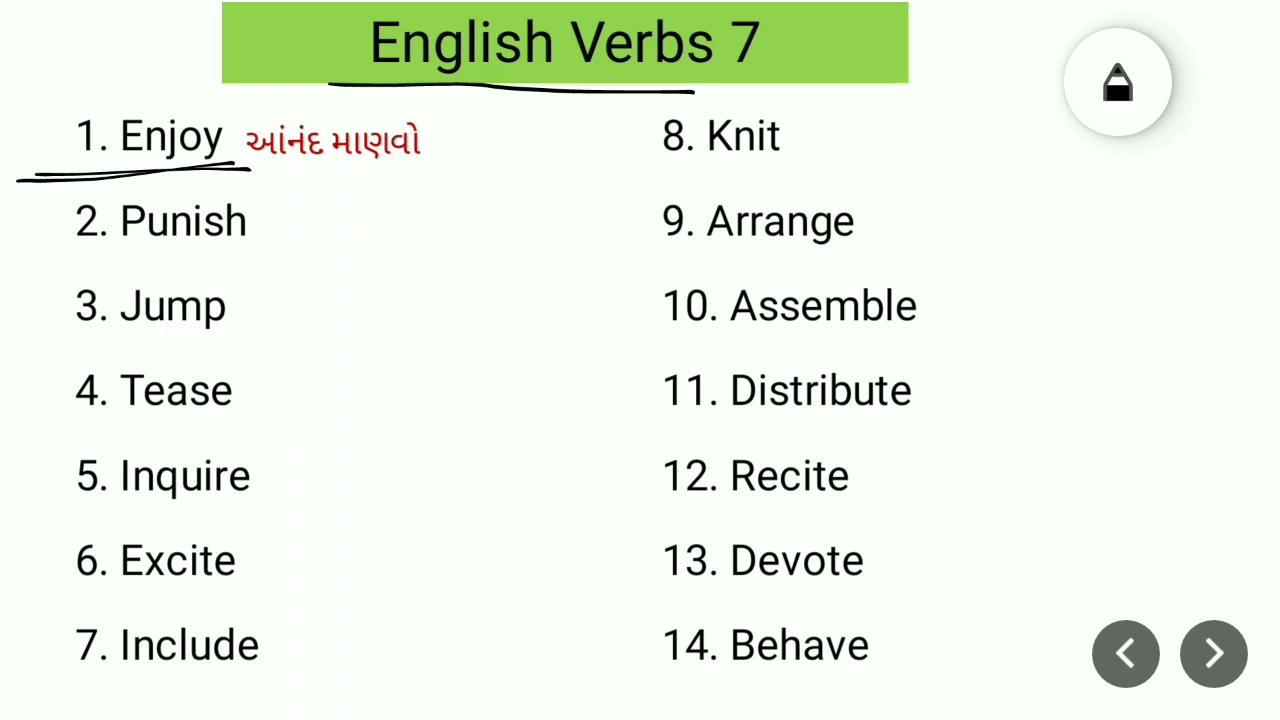 English Verbs 7
1. Enjoy આંનંદ માણવો
2. Punish
3. Jump
4. Tease
5. Inquire
6. Excite
7. Include
8. Knit
9. Arrange
10. Assemble
11. Distribute
12. Recite
13. Devote
14. Behave